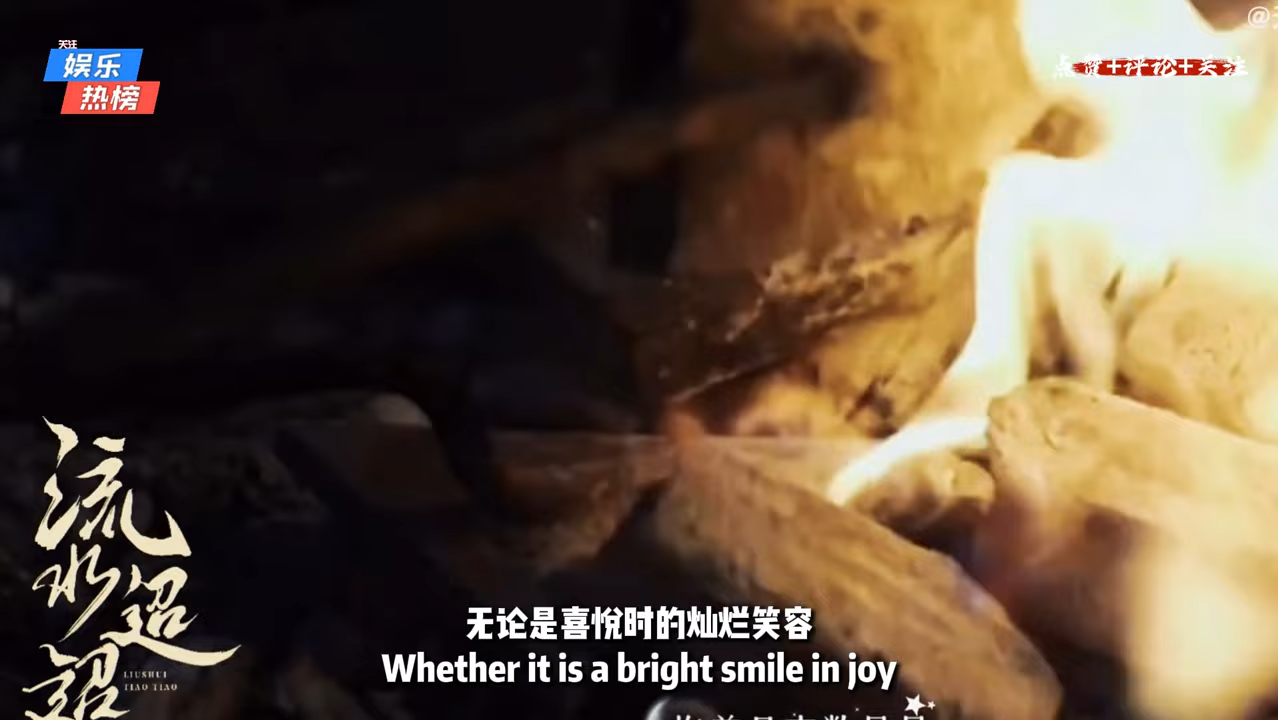 关注
娱乐
热榜
@
点赞+评论+关注
流水迢迢
LIUSHUI
TIAO TIAO
无论是喜悦时的灿烂笑容
Whether it is a bright smile in joy